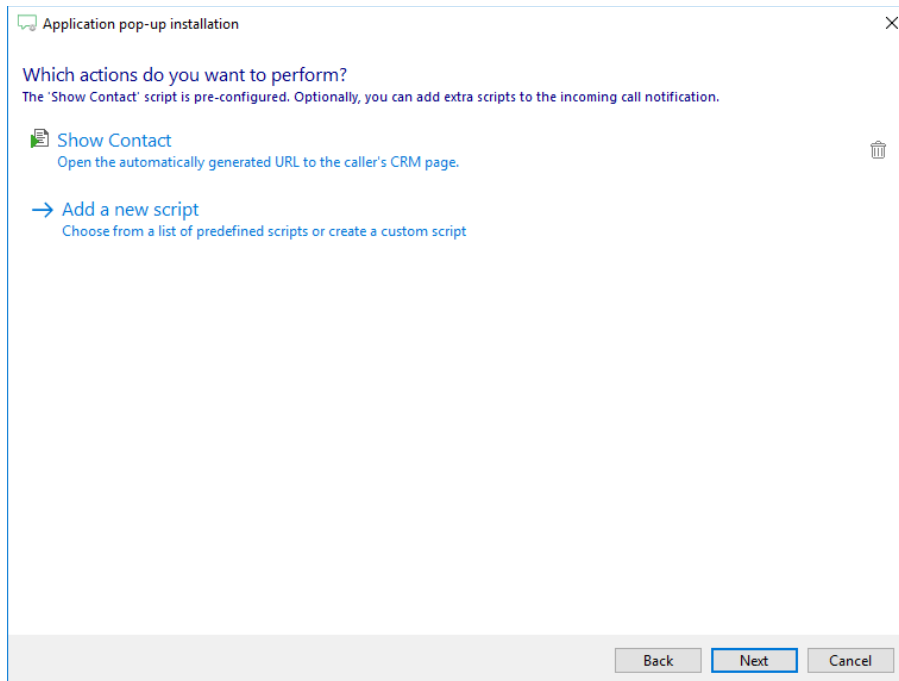 Application pop-up installation
Which actions do you want to perform?
The 'Show Contact' script is pre-configured. Optionally, you can add extra scripts to the incoming call notification.
Show Contact
Open the automatically generated URL to the caller's CRM page.
Add a new script
Choose from a list of predefined scripts or create a custom script
Back Next Cancel